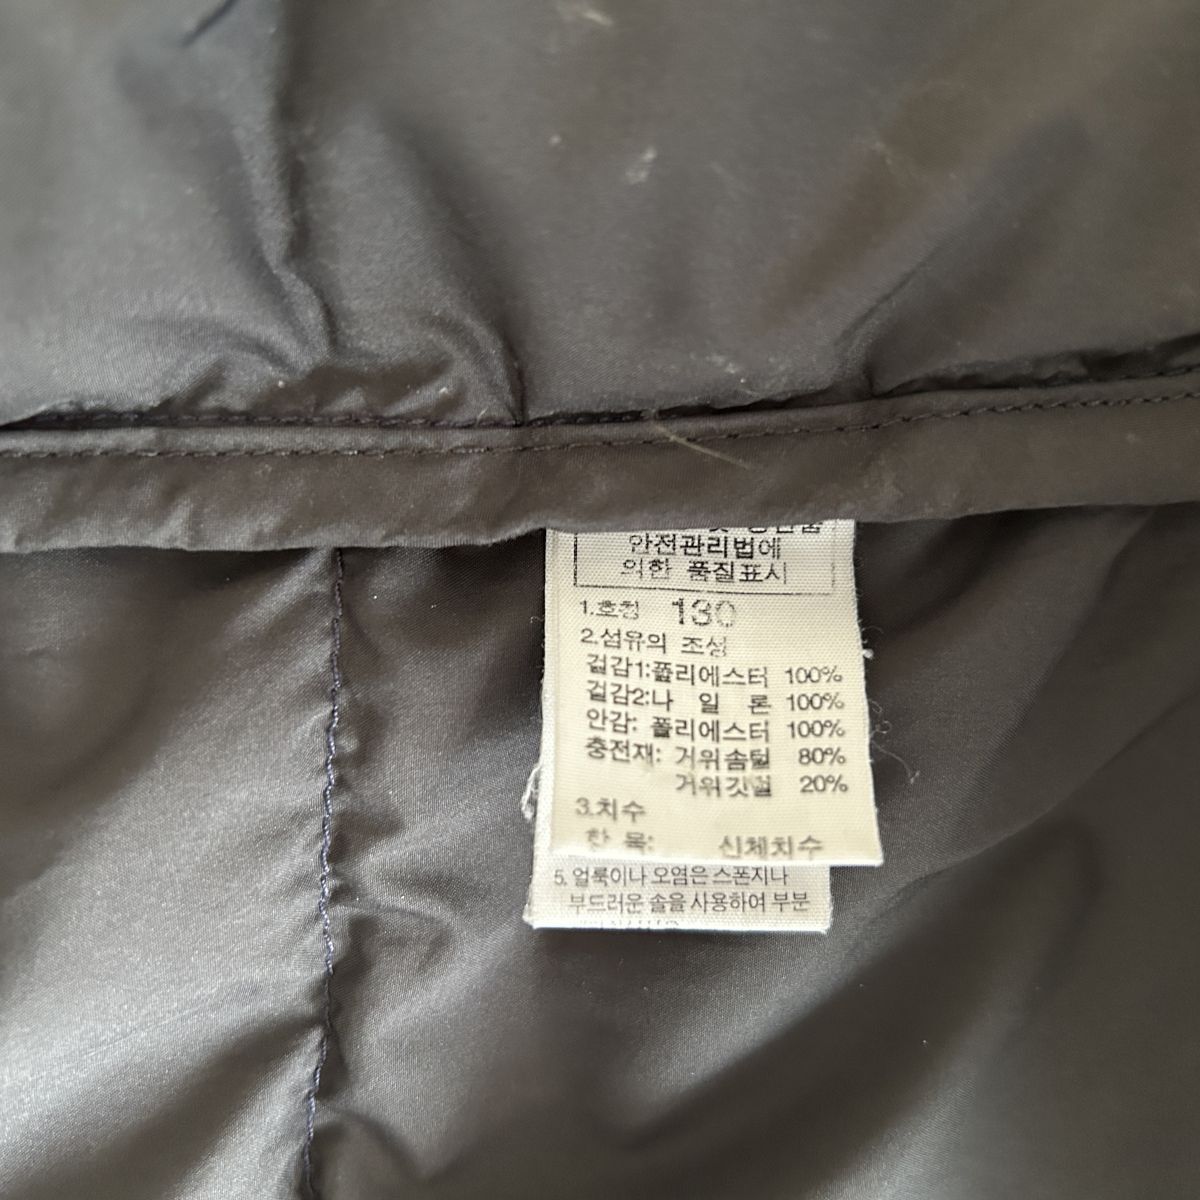 안전관리법에
의한 품질표시
1.호칭 130
2.섬유의 조성
겉감1:폴리에스터 100%
겉감2:나 일 론 100%
안감: 폴리에스터 100%
충전재: 거위솜털 80%
거위깃털 20%
3.치수
한 목: 신체치수
5. 얼룩이나 오염은 스폰지나
부드러운 솔을 사용하여 부분